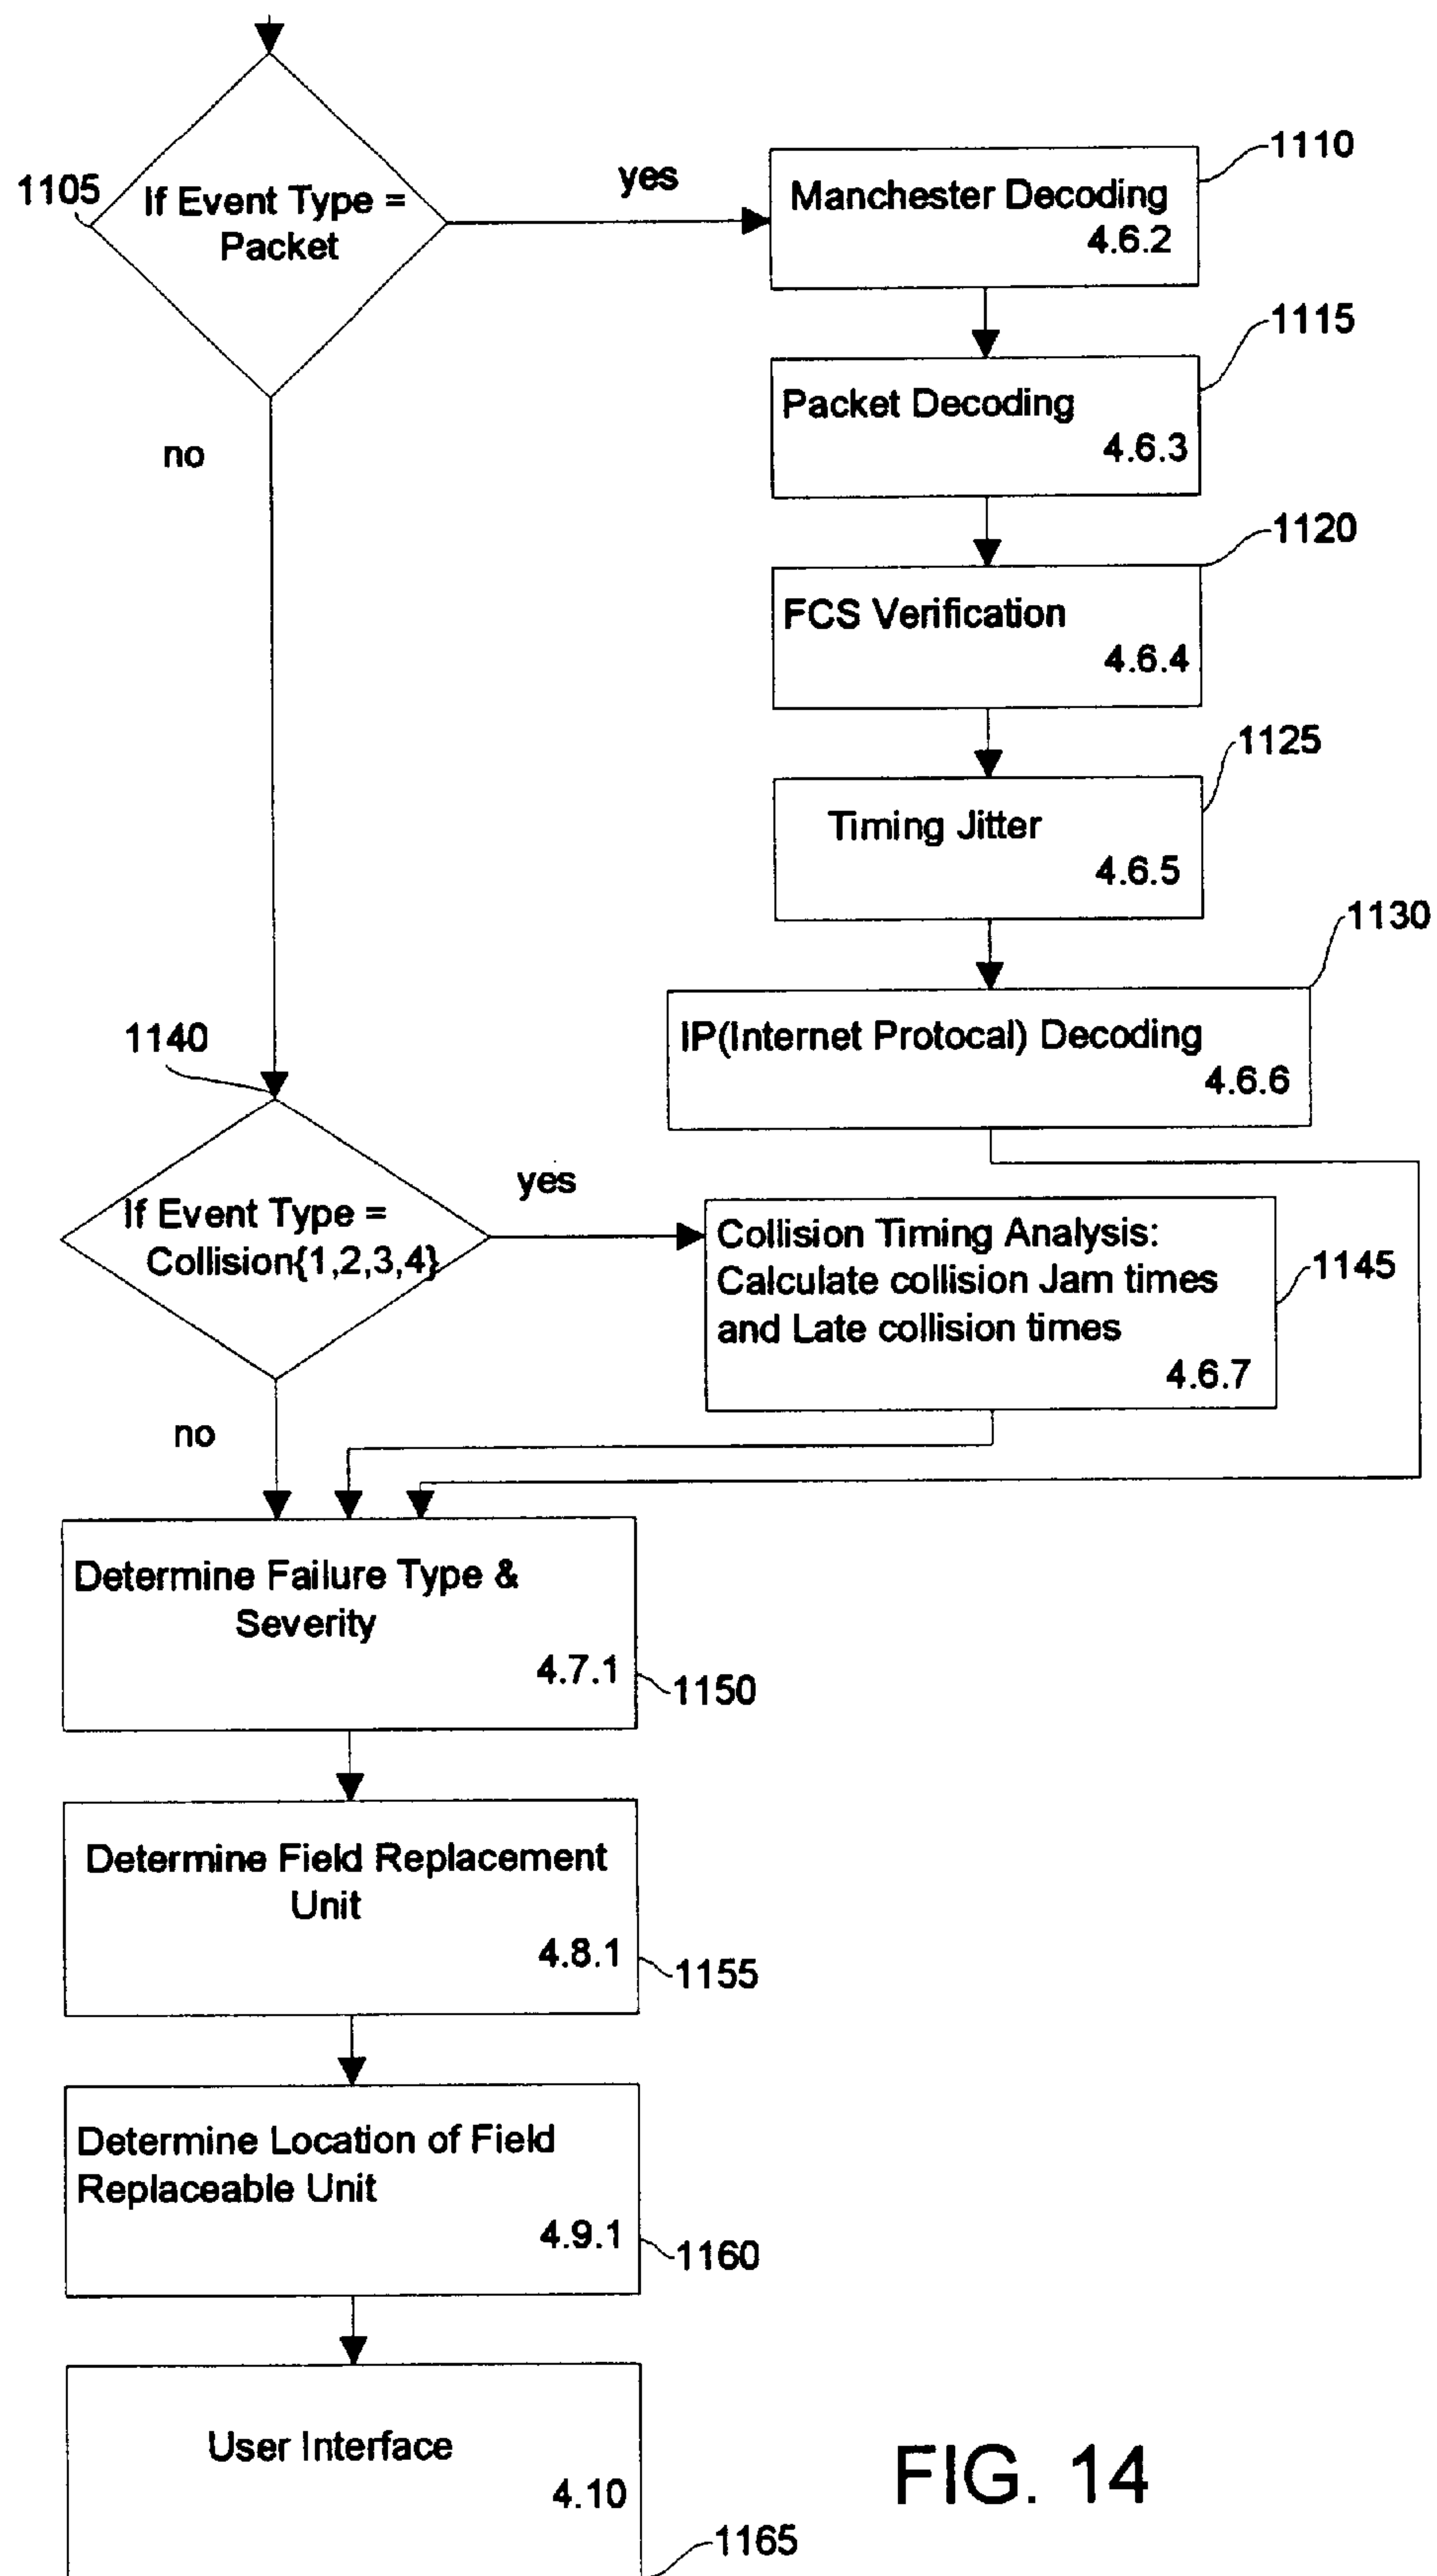 1105
If Event Type =
Packet
yes
no
1110
Manchester Decoding
4.6.2
1115
Packet Decoding
4.6.3
1120
FCS Verification
4.6.4
1125
Timing Jitter
4.6.5
1130
IP(Internet Protocal) Decoding
4.6.6
1140
If Event Type =
Collision{1,2,3,4}
yes
no
Collision Timing Analysis:
Calculate collision Jam times
and Late collision times
4.6.7
1145
Determine Failure Type &
Severity
4.7.1
1150
Determine Field Replacement
Unit
4.8.1
1155
Determine Location of Field
Replaceable Unit
4.9.1
1160
User Interface
4.10
1165
FIG. 14